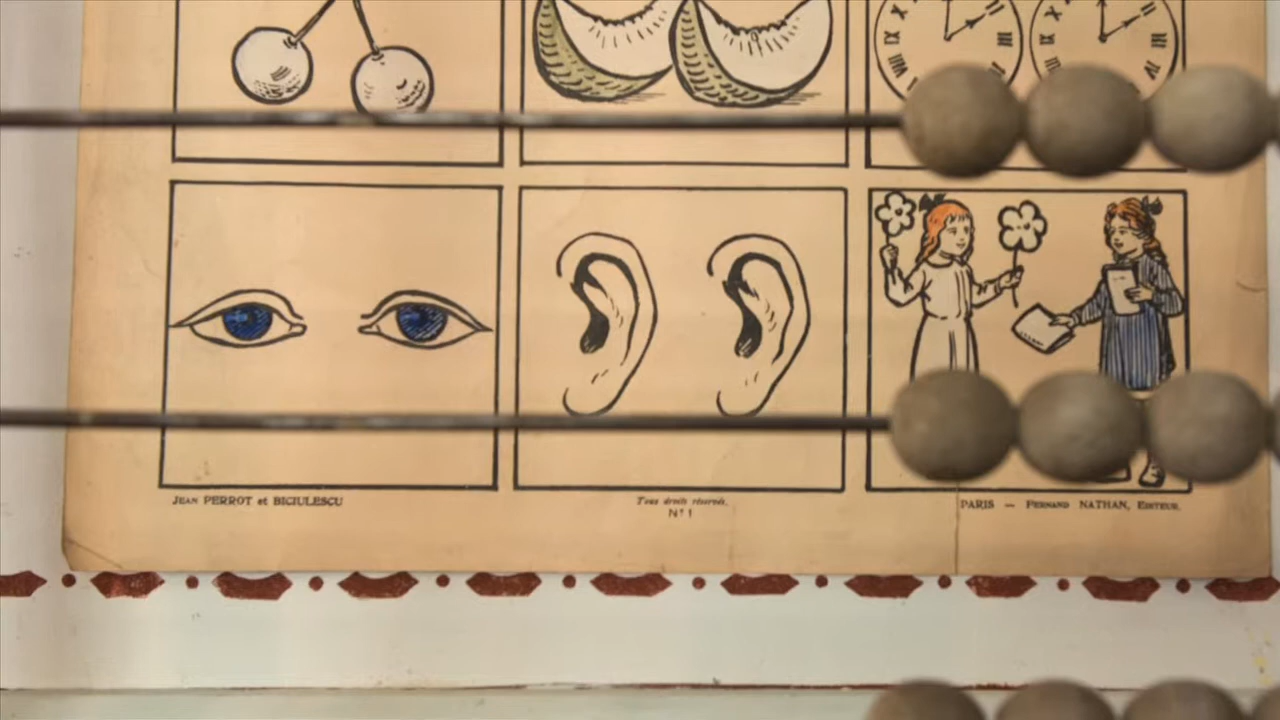 JEAN PERROT et BICIULESCU
Tous droits réservés.
N° 1
PARIS — FERNAND NATHAN, EDITEUR.